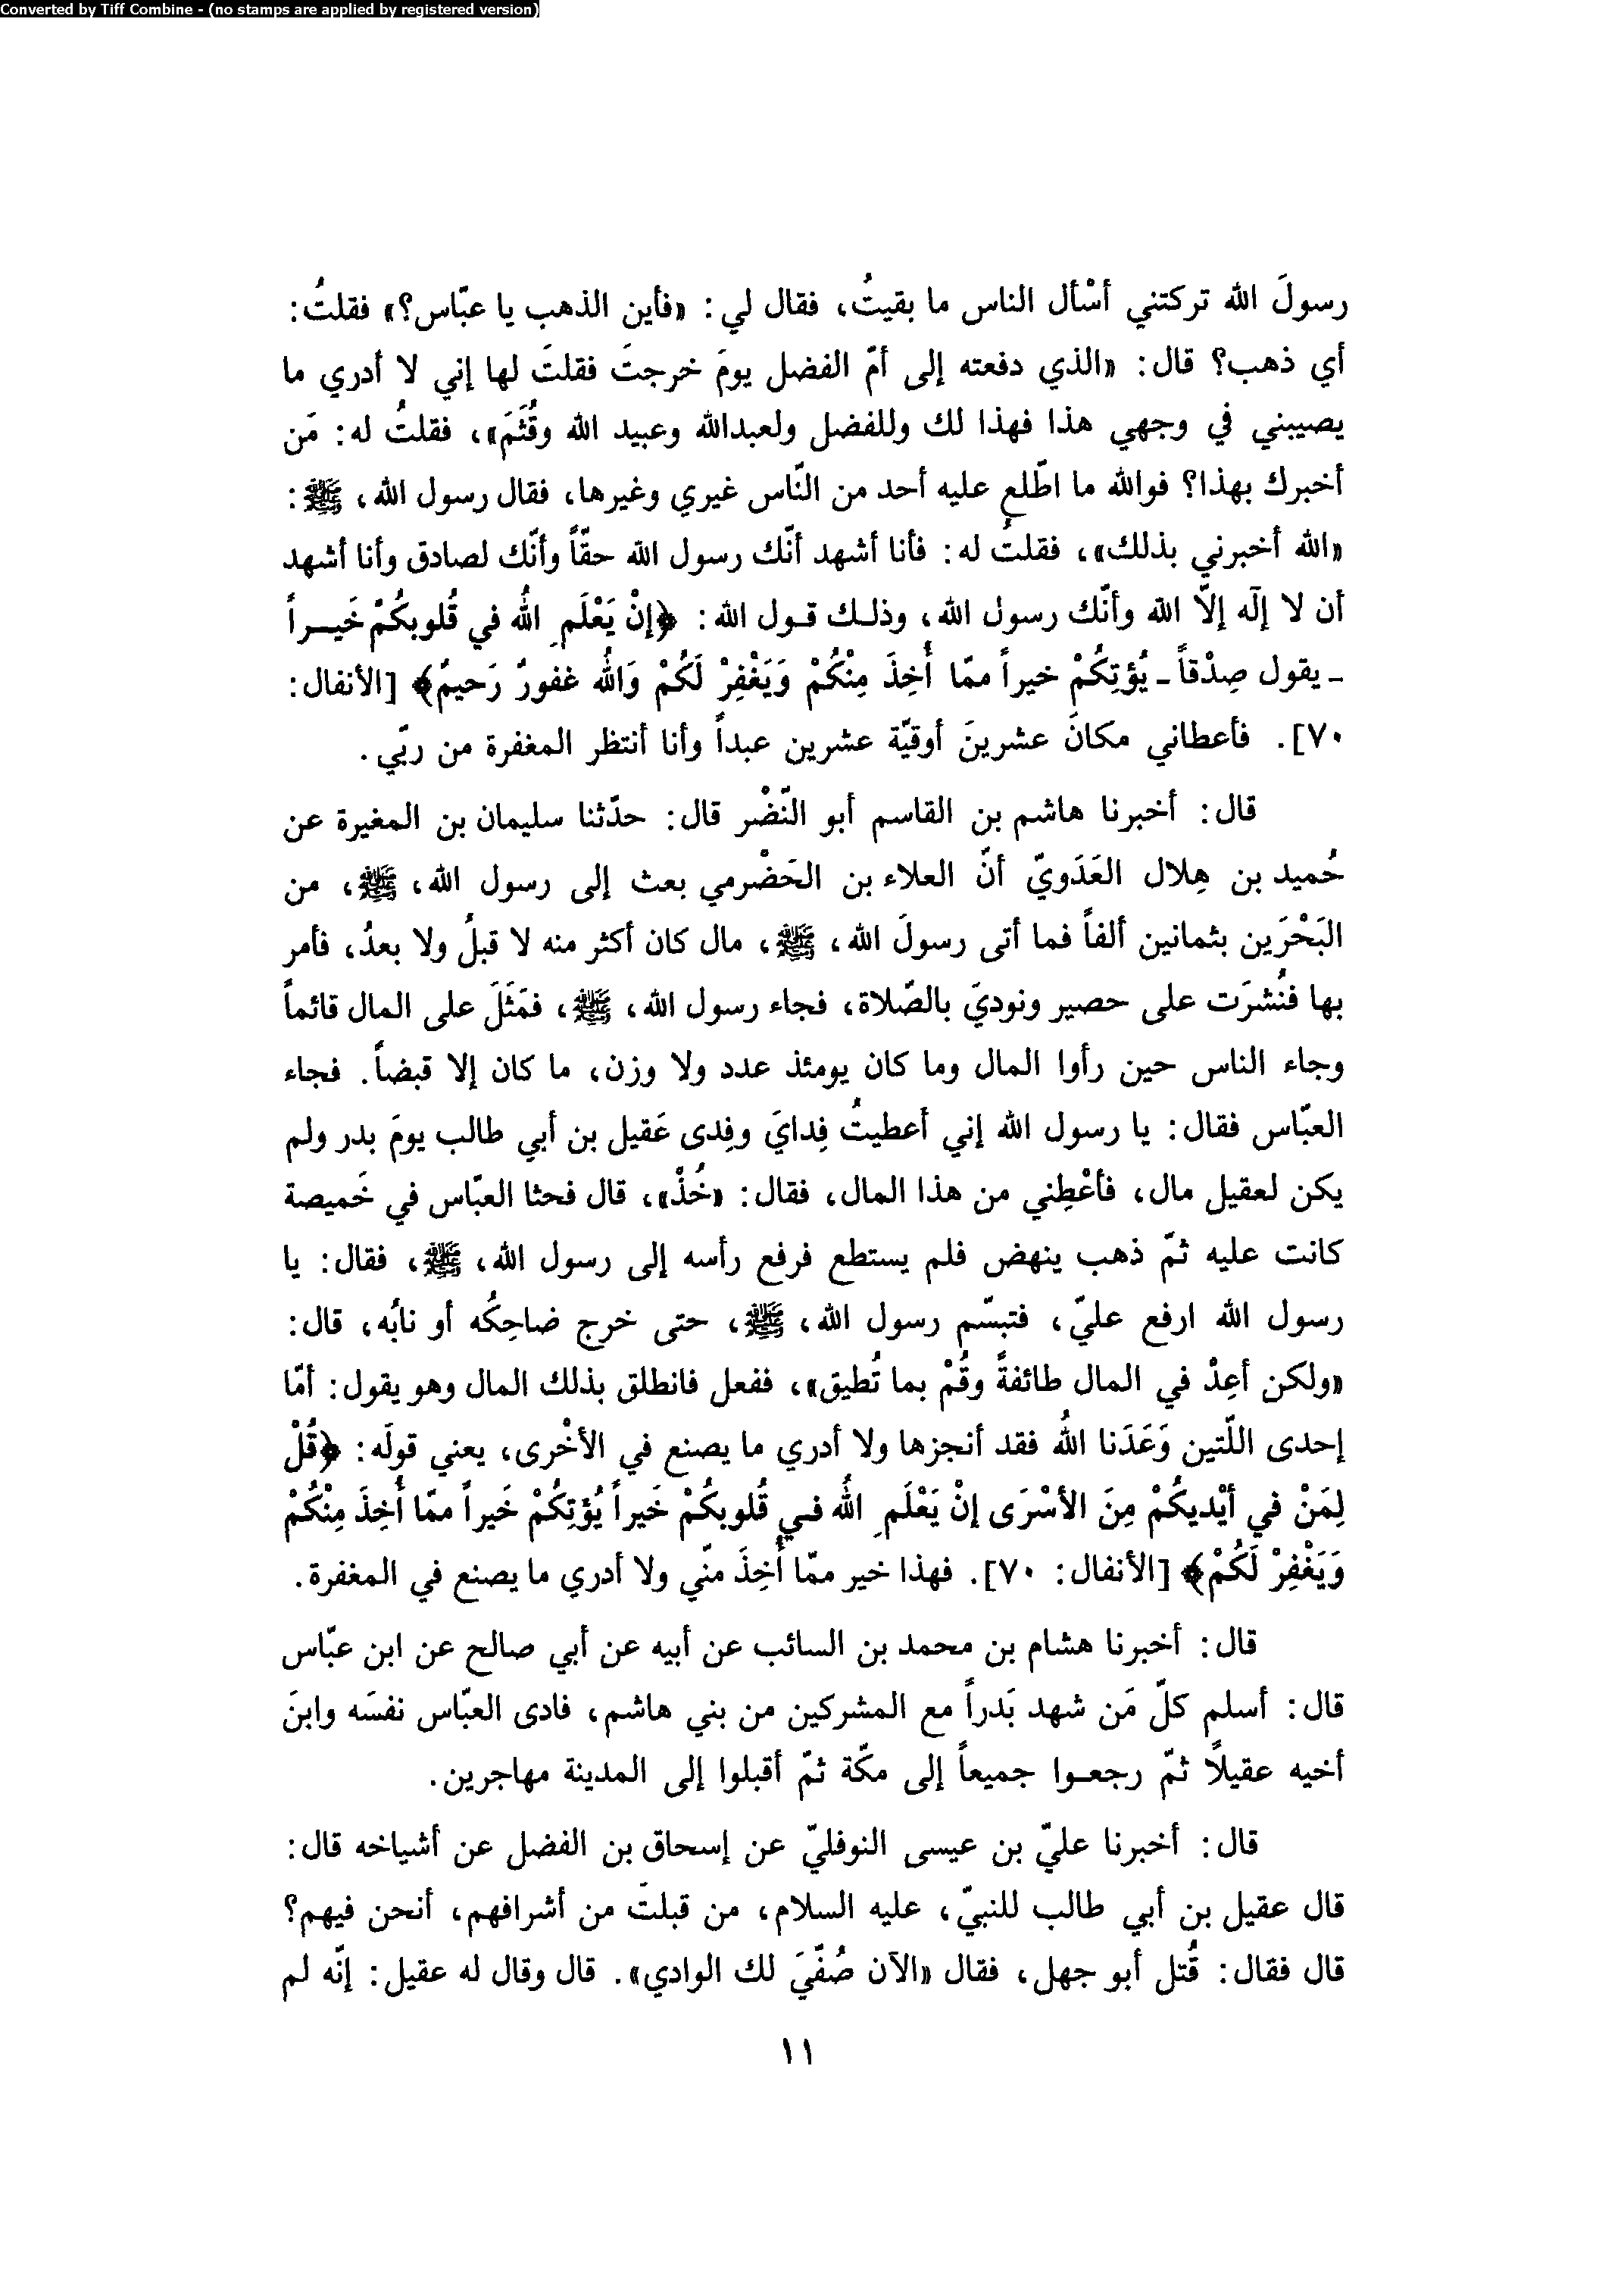 Converted by Tiff Combine - (no stamps are applied by registered version)
رسولَ الله تركتني أسْأل الناس ما بقيتُ، فقال لي: «فأين الذهب يا عبّاس؟» فقلتُ:
أي ذهب؟ قال: «الذي دفعته إلى أمّ الفضل يومَ خرجتَ فقلتَ لها إني لا أدري ما
يصيبني في وجهي هذا فهذا لك وللفضل ولعبدالله وعبيد الله وقُثَمَ»، فقلتُ له: مَن
أخبرك بهذا؟ فوالله ما اطّلع عليه أحد من النّاس غيري وغيرها، فقال رسول الله، ﷺ:
«الله أخبرني بذلك»، فقلتُ له: فأنا أشهد أنّك رسول الله حقّاً وأنّك لصادق وأنا أشهد
أن لا إلٓه إلاّ الله وأنّك رسول الله، وذلـك قـول الله: ﴿إنْ يَعْلَمِ اللهُ في قُلوبكُمْ خَيـراً
ـ يقول صِدْقاً ـ يُؤتِكُمْ خيراً ممّا أُخِذَ مِنْكُمْ وَيَغْفِرْ لَكُمْ وَاللهُ غفورٌ رَحيمٌ﴾ [الأنفال:
٧٠]. فأعطاني مكانَ عشرينَ أوقيّة عشرين عبداً وأنا أنتظر المغفرة من ربّي.
قال: أخبرنا هاشم بن القاسم أبو النّضْر قال: حدّثنا سليمان بن المغيرة عن
حُميد بن هِلال العَدَويّ أنّ العلاء بن الحَضْرمي بعث إلى رسول الله، ﷺ، من
البَحْرَين بثمانين ألفاً فما أتى رسولَ الله، ﷺ، مال كان أكثر منه لا قبلُ ولا بعدُ، فأمر
بها فنُشرَت على حصير ونوديَ بالصّلاة، فجاء رسول الله، ﷺ، فمَثَلَ على المال قائماً
وجاء الناس حين رأوا المال وما كان يومئذ عدد ولا وزن، ما كان إلا قبضاً. فجاء
العبّاس فقال: يا رسول الله إني أعطيتُ فِدايَ وفِدى عَقيل بن أبي طالب يومَ بدر ولم
يكن لعقيل مال، فأعْطِني من هذا المال، فقال: «خُذْ»، قال فحثا العبّاس في خَميصة
كانت عليه ثمّ ذهب ينهض فلم يستطع فرفع رأسه إلى رسول الله، ﷺ، فقال: يا
رسول الله ارفع عليّ، فتبسّم رسول الله، ﷺ، حتى خرج ضاحِكُه أو نابُه، قال:
«ولكن أعِدْ في المال طائفةً وقُمْ بما تُطيق»، ففعل فانطلق بذلك المال وهو يقول: أمّا
إحدى اللّتين وَعَدَنا اللهُ فقد أنجزها ولا أدري ما يصنع في الأخْرى، يعني قولَه: ﴿قُلْ
لِمَنْ في أيْديكُمْ مِنَ الأسْرَى إنْ يَعْلَمِ اللهُ فـي قُلوبكُمْ خَيراً يُؤتِكُمْ خَيراً ممّا أُخِذَ مِنْكُمْ
وَيَغْفِرْ لَكُمْ﴾ [الأنفال: ٧٠]. فهذا خير ممّا أُخِذَ منّي ولا أدري ما يصنع في المغفرة.
قال: أخبرنا هشام بن محمد بن السائب عن أبيه عن أبي صالح عن ابن عبّاس
قال: أسلم كلّ مَن شهد بَدراً مع المشركين من بني هاشم، فادى العبّاس نفسَه وابنَ
أخيه عقيلاً ثمّ رجعـوا جميعاً إلى مكّة ثمّ أقبلوا إلى المدينة مهاجرين.
قال: أخبرنا عليّ بن عيسى النوفليّ عن إسحاق بن الفضل عن أشياخه قال:
قال عقيل بن أبي طالب للنبيّ، عليه السلام، من قبلتَ من أشرافهم، أنحن فيهم؟
قال فقال: قُتل أبو جهل، فقال «الآن صُفّيَ لك الوادي». قال وقال له عقيل: إنّه لم
١١